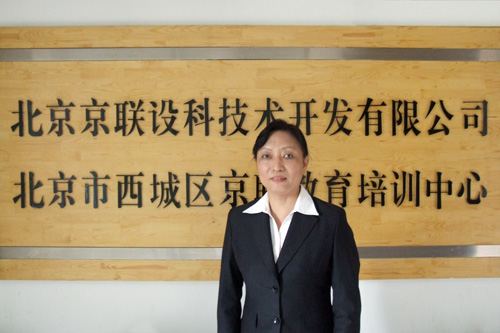 北京京联设科技术开发有限公司
北京市西城区京 教育培训中心